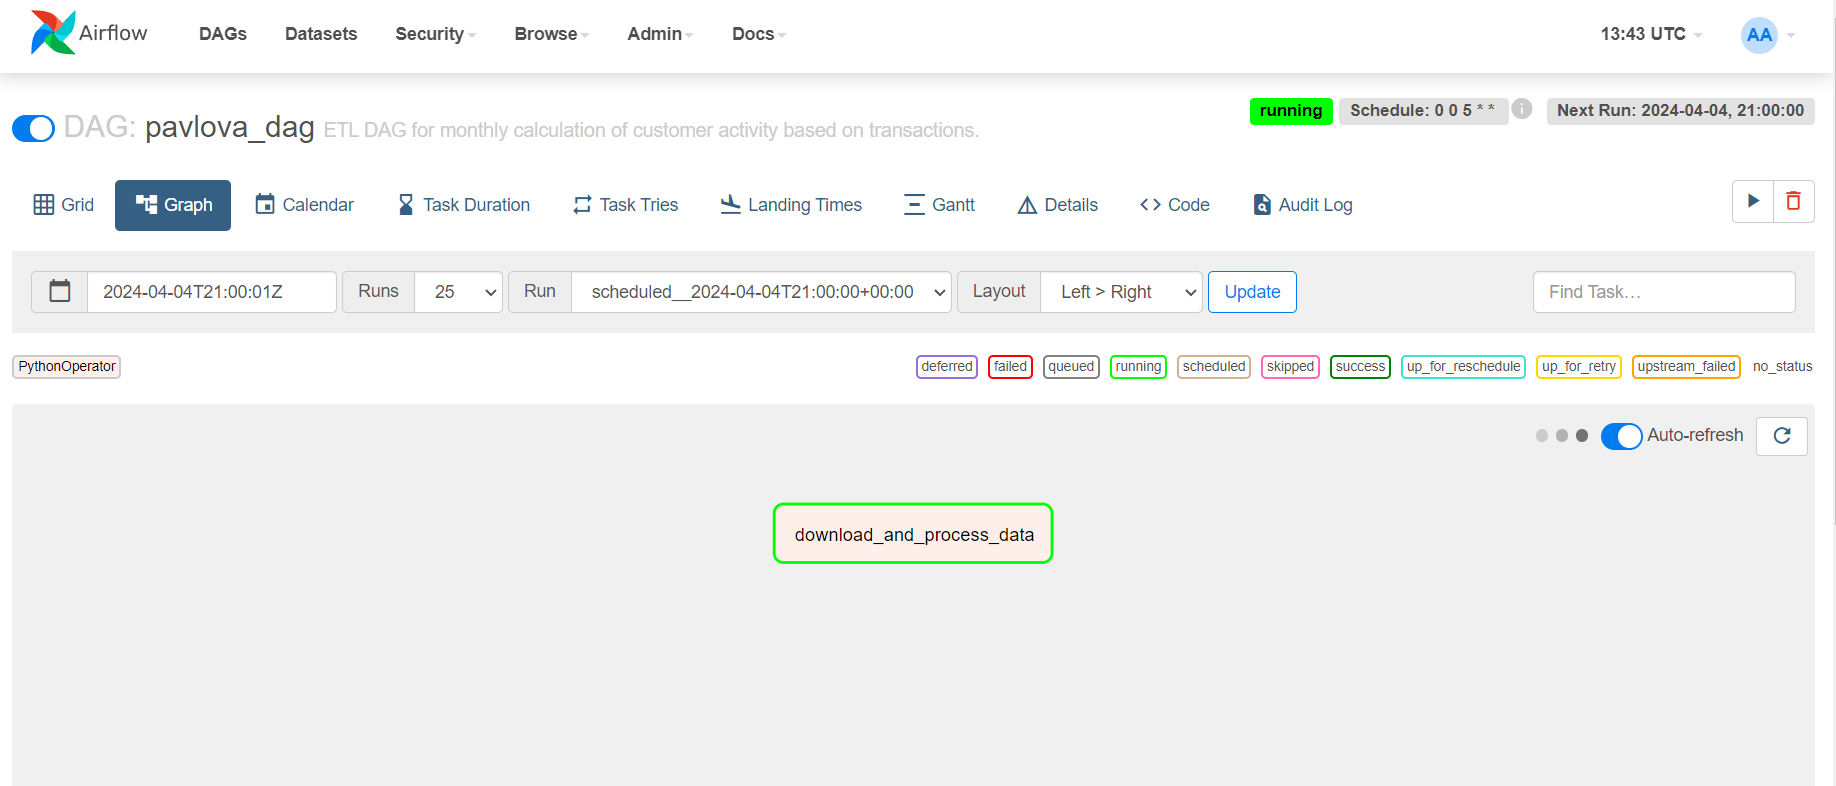 Airflow DAGs Datasets Security Browse Admin Docs 13:43 UTC AA
running Schedule: 0 0 5 * * i Next Run: 2024-04-04, 21:00:00
DAG: pavlova_dag ETL DAG for monthly calculation of customer activity based on transactions.
Grid Graph Calendar Task Duration Task Tries Landing Times Gantt Details Code Audit Log
2024-04-04T21:00:01Z Runs 25 Run scheduled__2024-04-04T21:00:00+00:00 Layout Left > Right Update Find Task…
PythonOperator deferred failed queued running scheduled skipped success up_for_reschedule up_for_retry upstream_failed no_status
Auto-refresh
download_and_process_data